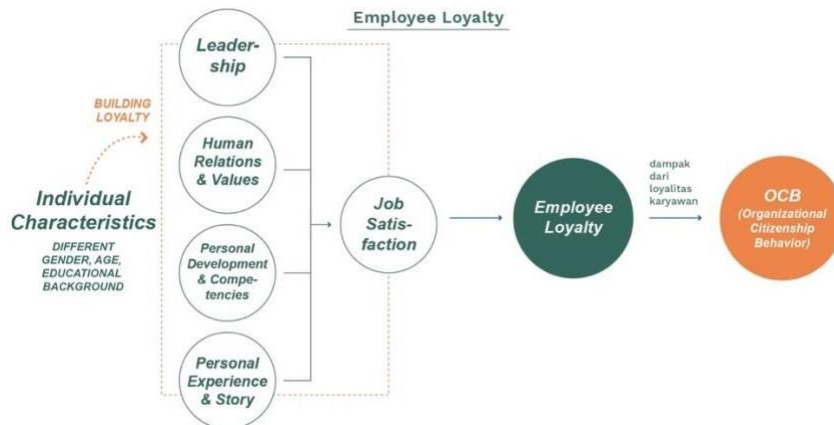 Employee Loyalty
Leader-
ship
BUILDING
LOYALTY
Human
Relations
& Values
Individual
Characteristics
DIFFERENT
GENDER, AGE,
EDUCATIONAL
BACKGROUND
Personal
Development
& Compe-
tencies
Personal
Experience
& Story
Job
Satis-
faction
Employee
Loyalty
dampak
dari
loyalitas
karyawan
OCB
(Organizational
Citizenship
Behavior)